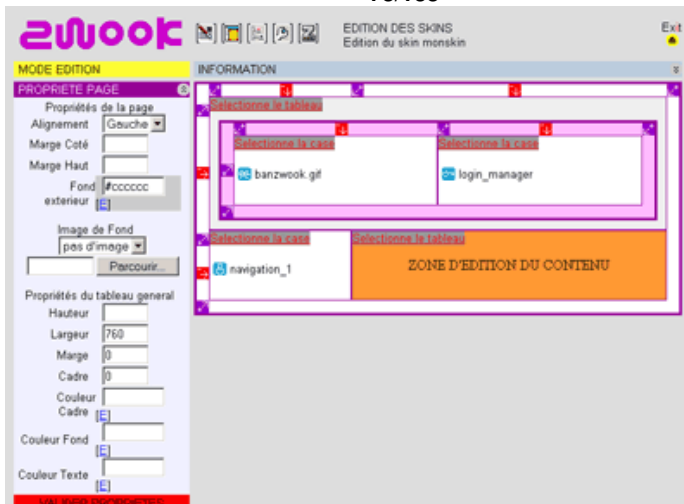 zwook
EDITION DES SKINS
Edition du skin monskin
Exit
MODE EDITION
INFORMATION
PROPRIETE PAGE
Propriétés de la page
Alignement Gauche
Marge Coté
Marge Haut
Fond exterieur #cccccc
[E]
Image de Fond
pas d'image
Parcourir...
Propriétés du tableau general
Hauteur
Largeur 760
Marge 0
Cadre 0
Couleur
Cadre [E]
Couleur Fond
[E]
Couleur Texte
[E]
VALIDER PROPRIETES
Selectionne le tableau
Selectionne la case
Selectionne la case
banzwook.gif
login_manager
Selectionne la case
Selectionne le tableau
navigation_1
ZONE D'EDITION DU CONTENU